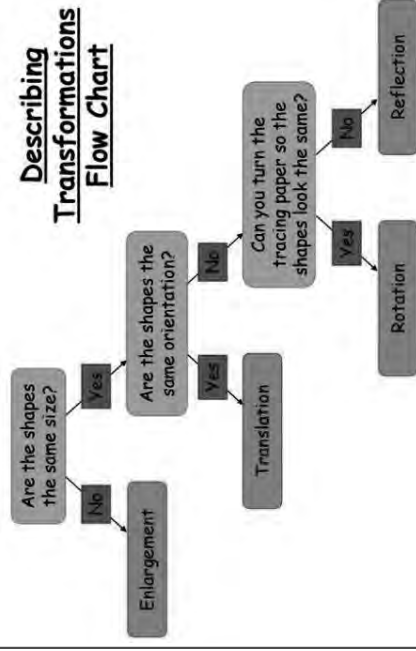 Describing
Transformations
Flow Chart
Are the shapes
the same size?
No
Yes
Enlargement
Are the shapes the
same orientation?
Yes
No
Translation
Can you turn the
tracing paper so the
shapes look the same?
Yes
No
Rotation
Reflection